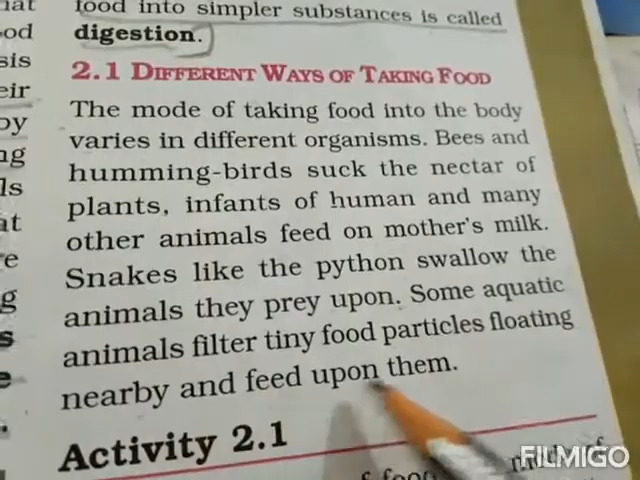 food into simpler substances is called
digestion.
2.1 DIFFERENT WAYS OF TAKING FOOD
The mode of taking food into the body
varies in different organisms. Bees and
humming-birds suck the nectar of
plants, infants of human and many
other animals feed on mother's milk.
Snakes like the python swallow the
animals they prey upon. Some aquatic
animals filter tiny food particles floating
nearby and feed upon them.
Activity 2.1
FILMIGO